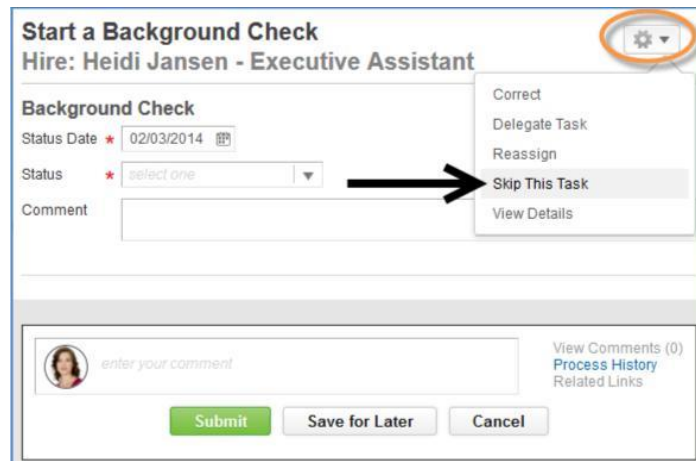 Start a Background Check
Hire: Heidi Jansen - Executive Assistant
Correct
Delegate Task
Reassign
Skip This Task
View Details
Background Check
Status Date * 02/03/2014
Status * select one
Comment
enter your comment
View Comments (0)
Process History
Related Links
Submit Save for Later Cancel